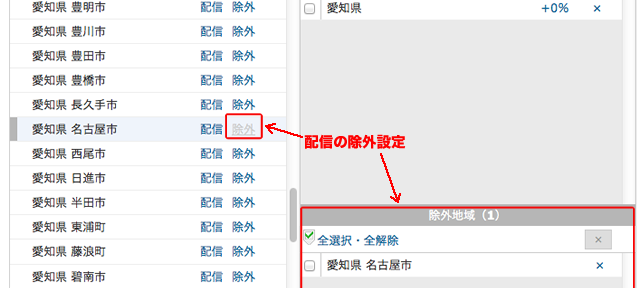 愛知県 豊明市 配信 除外
愛知県 豊川市 配信 除外
愛知県 豊田市 配信 除外
愛知県 豊橋市 配信 除外
愛知県 長久手市 配信 除外
愛知県 名古屋市 配信 除外
愛知県 西尾市 配信 除外
愛知県 日進市 配信 除外
愛知県 半田市 配信 除外
愛知県 東浦町 配信 除外
愛知県 藤浪町 配信 除外
愛知県 碧南市 配信 除外
愛知県 +0% ×
配信の除外設定
除外地域（1）
全選択・全解除 ×
愛知県 名古屋市 ×